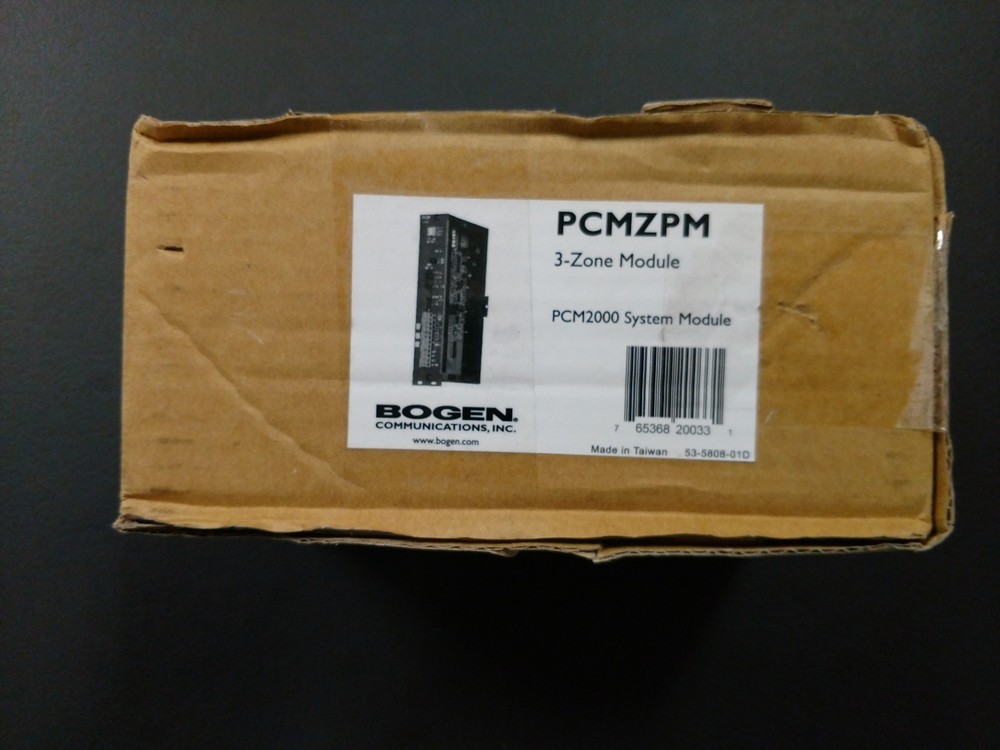 PCMZPM
3-Zone Module
PCM2000 System Module
BOGEN®
COMMUNICATIONS, INC.
www.bogen.com
7 65368 20033 1
Made in Taiwan 53-5808-01D